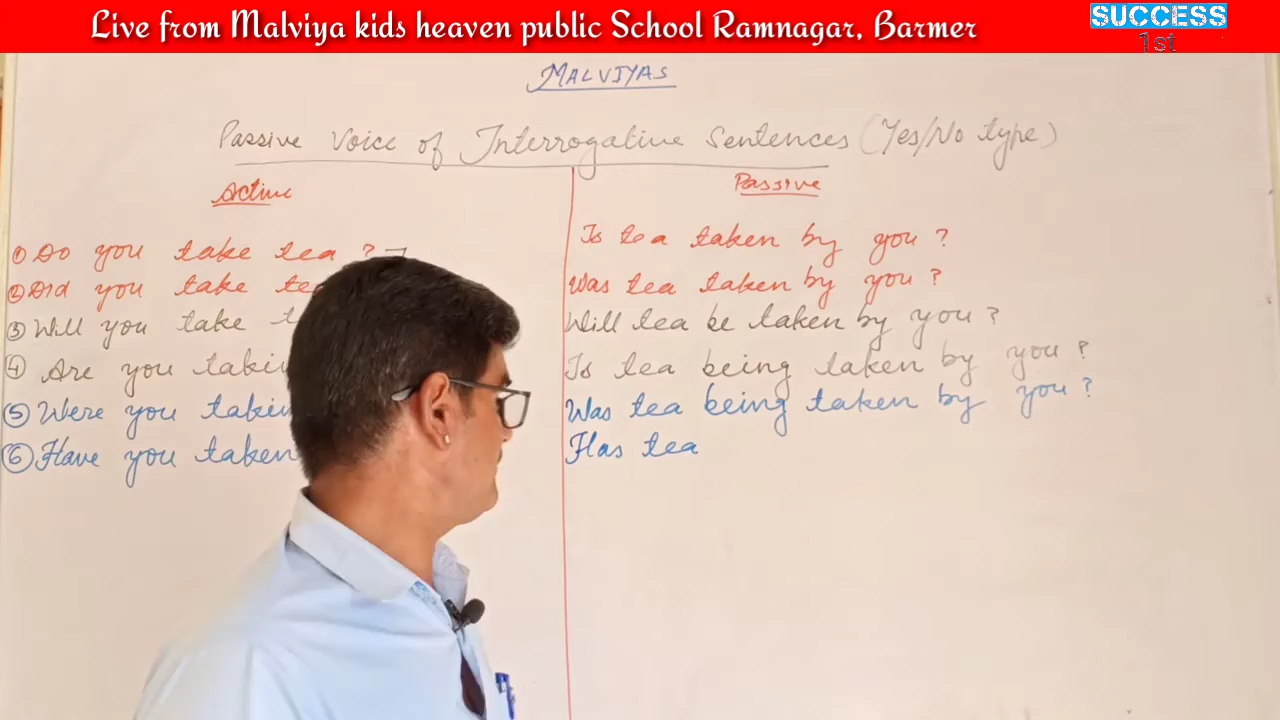 Live from Malviya kids heaven public School Ramnagar, Barmer
SUCCESS
1st
MALVIYAS
Passive Voice of Interrogative Sentences (Yes/No type)
Active
Passive
① Do you take tea ?
Is tea taken by you ?
② Did you take
Was tea taken by you ?
③ Will you take
Will tea be taken by you ?
④ Are you
Is tea being taken by you ?
⑤ Were you
Was tea being taken by you ?
⑥ Have you taken
Has tea